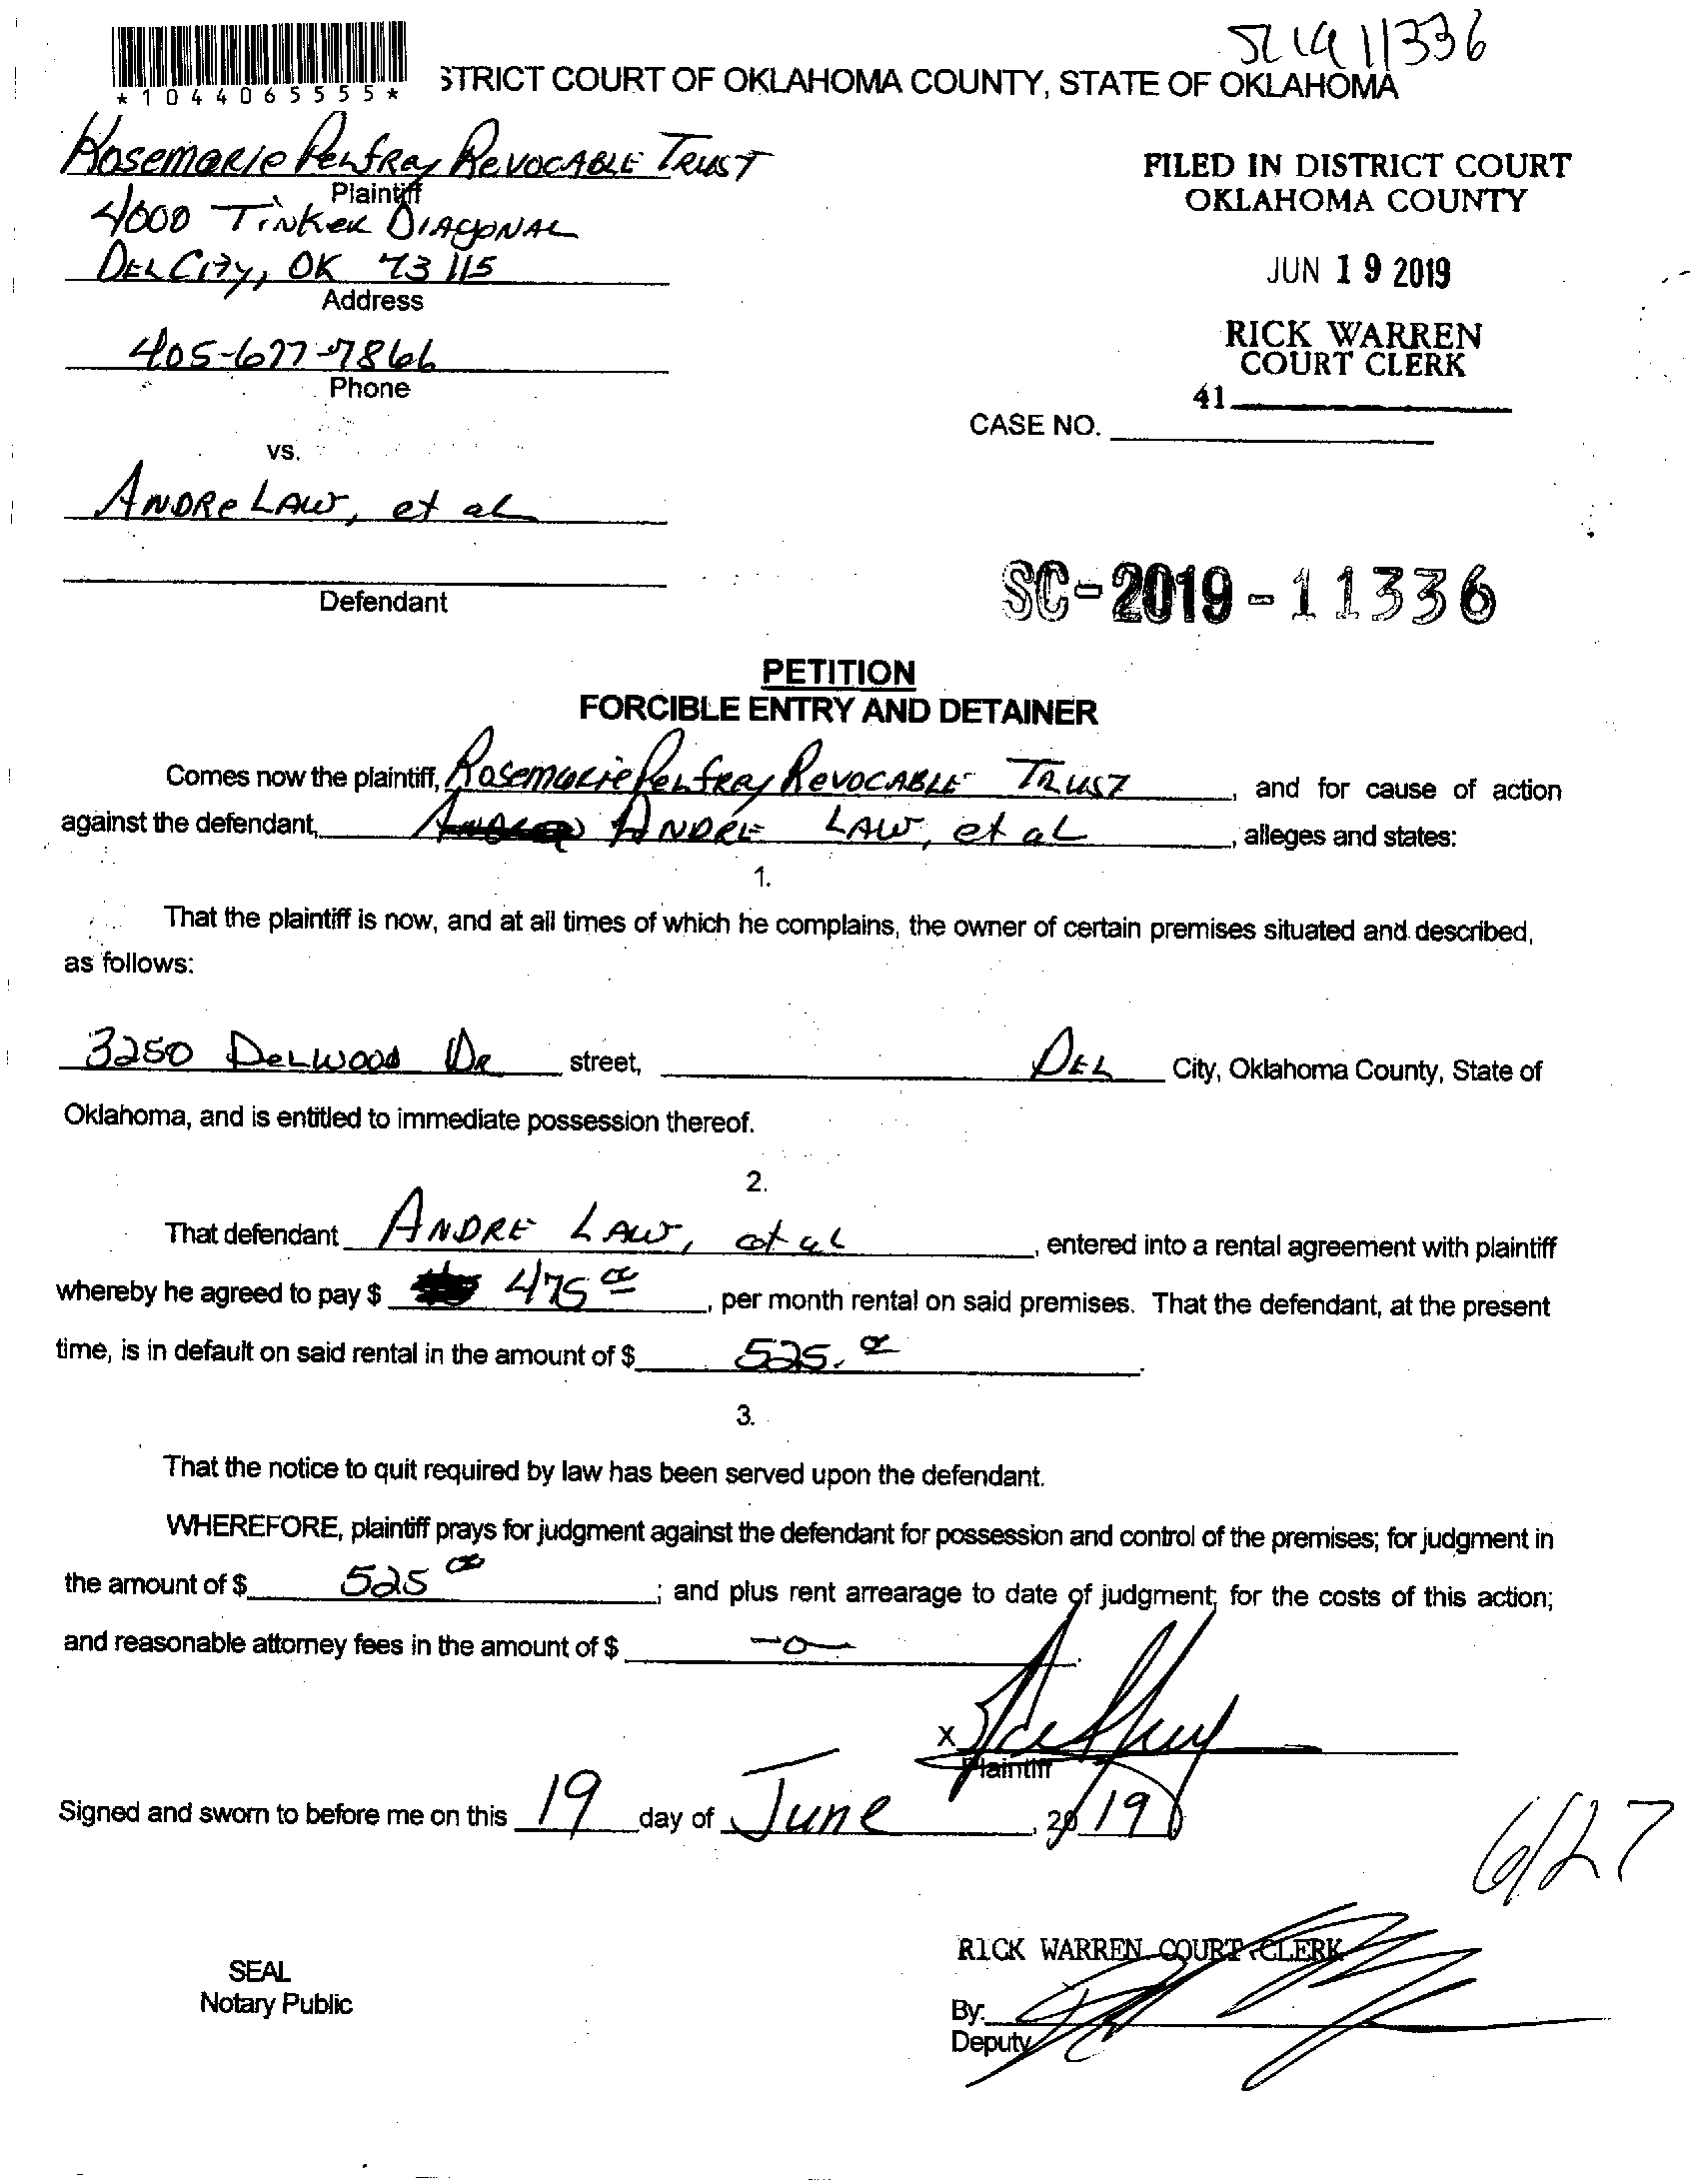 SC1911336
*1044065555*
STRICT COURT OF OKLAHOMA COUNTY, STATE OF OKLAHOMA
Rosemarie Penfray Revocable Trust
Plaintiff
4000 Tinker Diagonal
Del City, OK 73115
Address
405-677-7866
Phone
FILED IN DISTRICT COURT
OKLAHOMA COUNTY
JUN 19 2019
RICK WARREN
COURT CLERK
41
CASE NO.
vs.
Andre Law, et al
Defendant
SC-2019-11336
PETITION
FORCIBLE ENTRY AND DETAINER
Comes now the plaintiff, Rosemarie Penfray Revocable Trust, and for cause of action
against the defendant, Andre Law, et al, alleges and states:
1.
That the plaintiff is now, and at all times of which he complains, the owner of certain premises situated and described,
as follows:
3250 Delwood Dr street, Del City, Oklahoma County, State of
Oklahoma, and is entitled to immediate possession thereof.
2.
That defendant Andre Law, et al, entered into a rental agreement with plaintiff
whereby he agreed to pay $ 475 00, per month rental on said premises. That the defendant, at the present
time, is in default on said rental in the amount of $ 525.00.
3.
That the notice to quit required by law has been served upon the defendant.
WHEREFORE, plaintiff prays for judgment against the defendant for possession and control of the premises; for judgment in
the amount of $ 525 00; and plus rent arrearage to date of judgment; for the costs of this action;
and reasonable attorney fees in the amount of $ -0-.
X
Plaintiff
Signed and sworn to before me on this 19 day of June, 2019
6/27
RICK WARREN COURT CLERK
SEAL
Notary Public
By:
Deputy